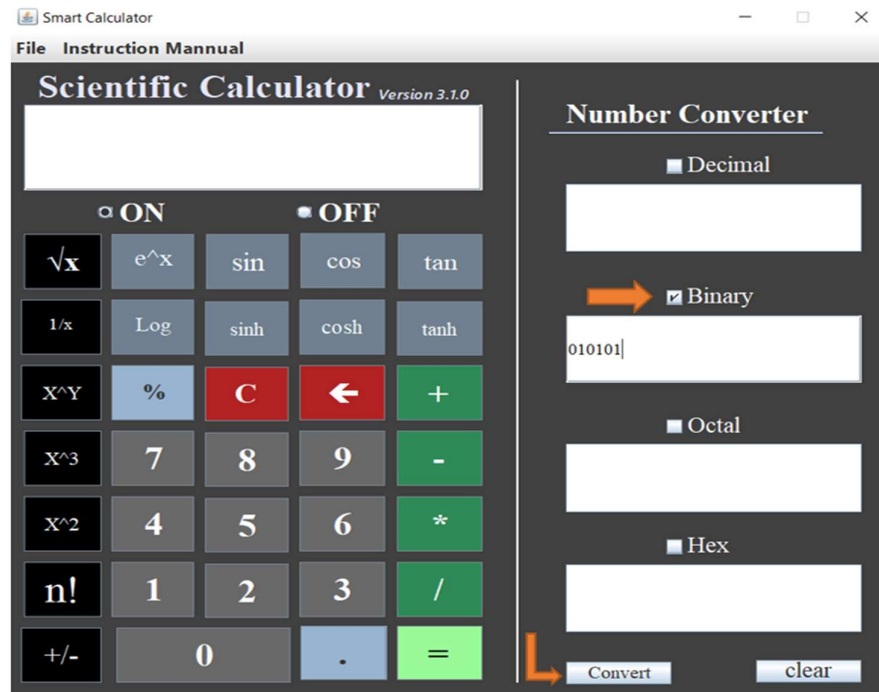 Smart Calculator
File Instruction Mannual
Scientific Calculator Version 3.1.0
ON OFF
√x e^x sin cos tan
1/x Log sinh cosh tanh
X^Y % C 🡰 +
X^3 7 8 9 -
X^2 4 5 6 *
n! 1 2 3 /
+/- 0 . =
Number Converter
Decimal
Binary
010101
Octal
Hex
Convert clear